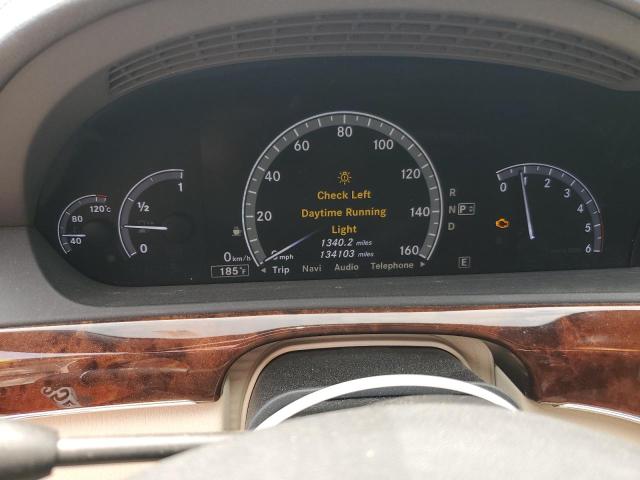 120°C
80
40
1
½
0
0 km/h
185°F
0
20
40
60
80
100
120
140
160
Check Left
Daytime Running
Light
1340.2 miles
134103 miles
mph
Trip Navi Audio Telephone
R
N P
D
E
0
1
2
3
4
5
6